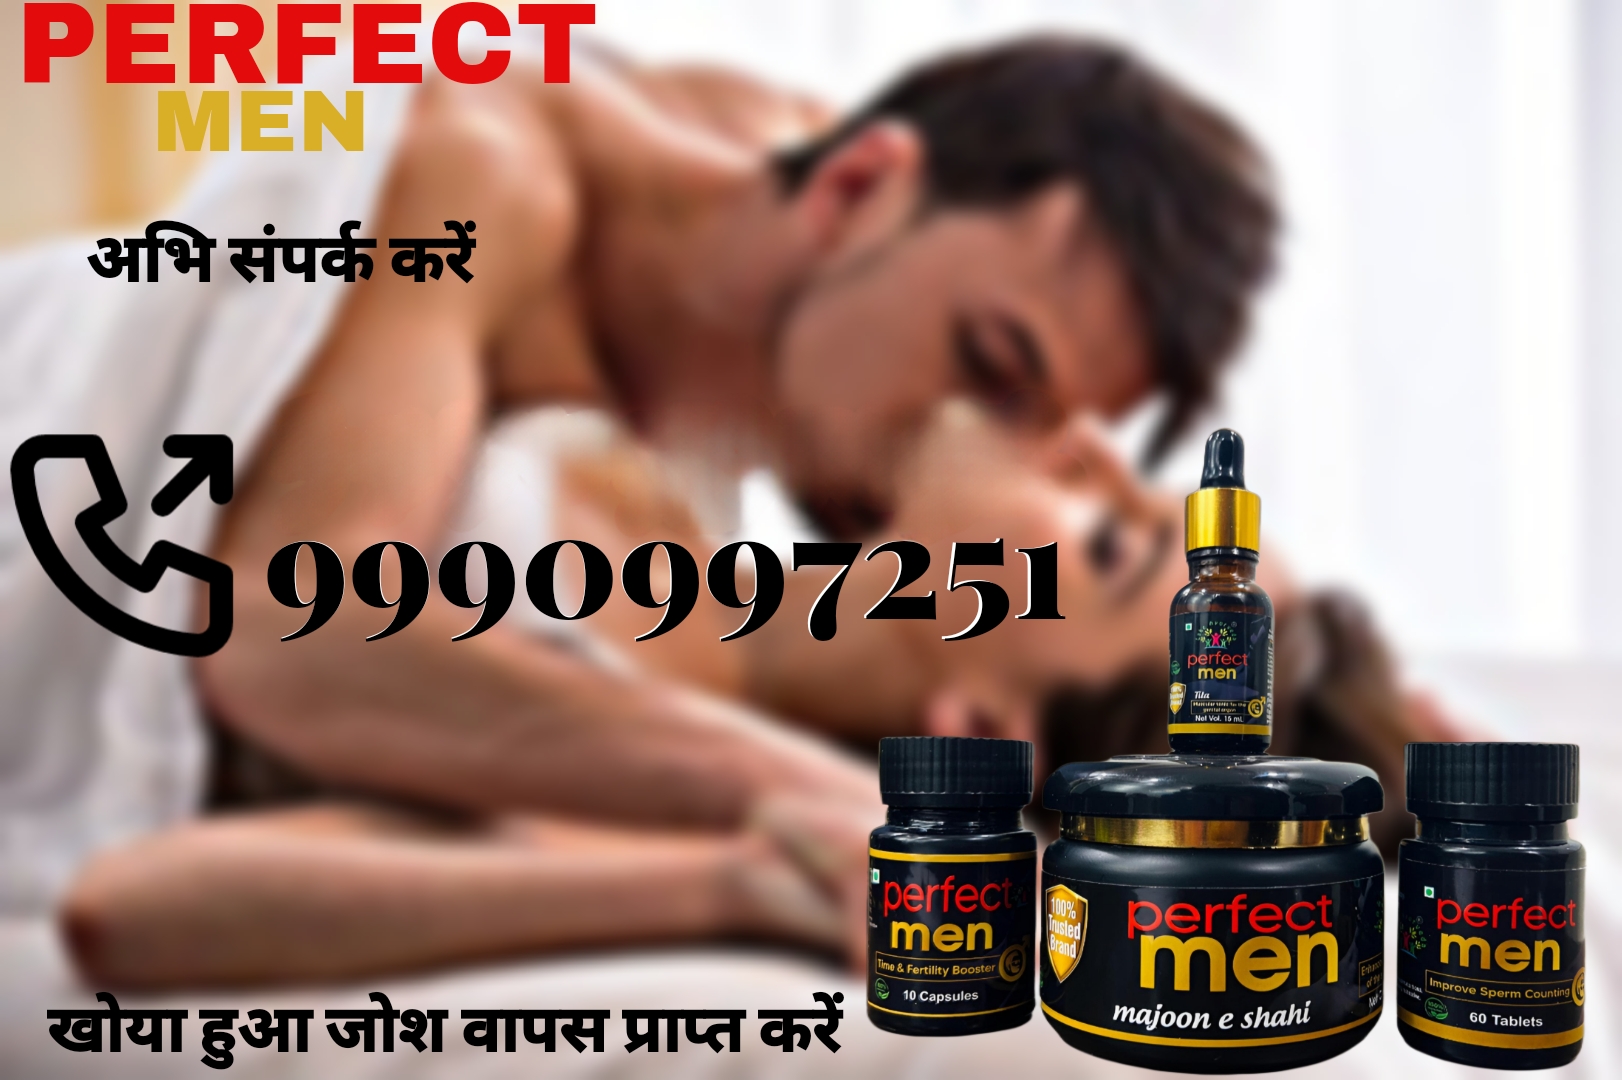 PERFECT
MEN
अभि संपर्क करें
9990997251
खोया हुआ जोश वापस प्राप्त करें
perfect
men
Tila
Net Vol. 15 mL
perfect
men
Time & Fertility Booster
10 Capsules
100%
Trusted
Brand
perfect
men
majoon e shahi
perfect
men
Improve Sperm Counting
60 Tablets